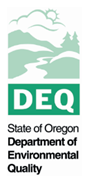 DEQ
State of Oregon
Department of
Environmental
Quality